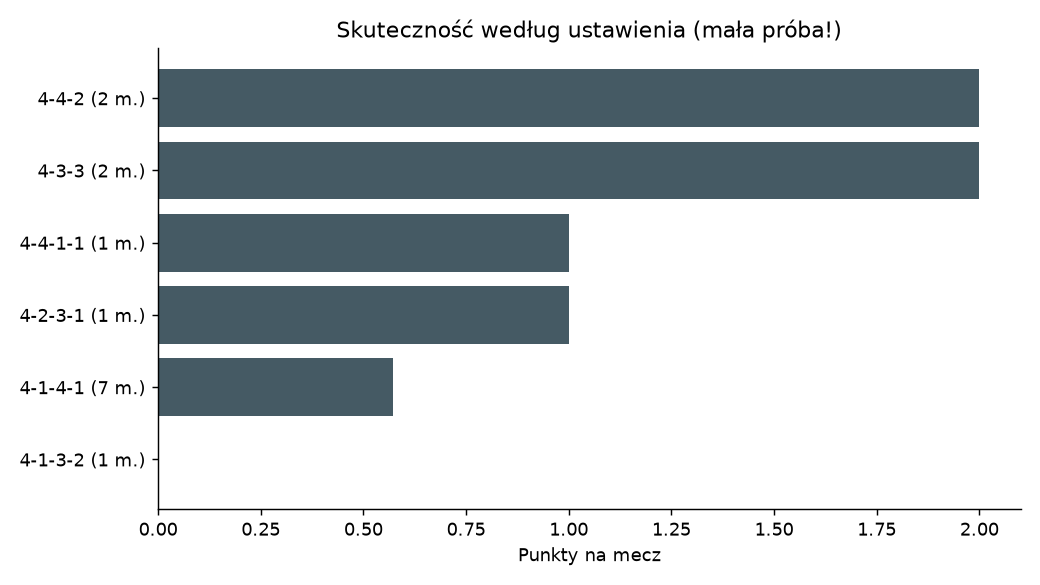 Skuteczność według ustawienia (mała próba!)
4-4-2 (2 m.)
4-3-3 (2 m.)
4-4-1-1 (1 m.)
4-2-3-1 (1 m.)
4-1-4-1 (7 m.)
4-1-3-2 (1 m.)
0.00 0.25 0.50 0.75 1.00 1.25 1.50 1.75 2.00
Punkty na mecz